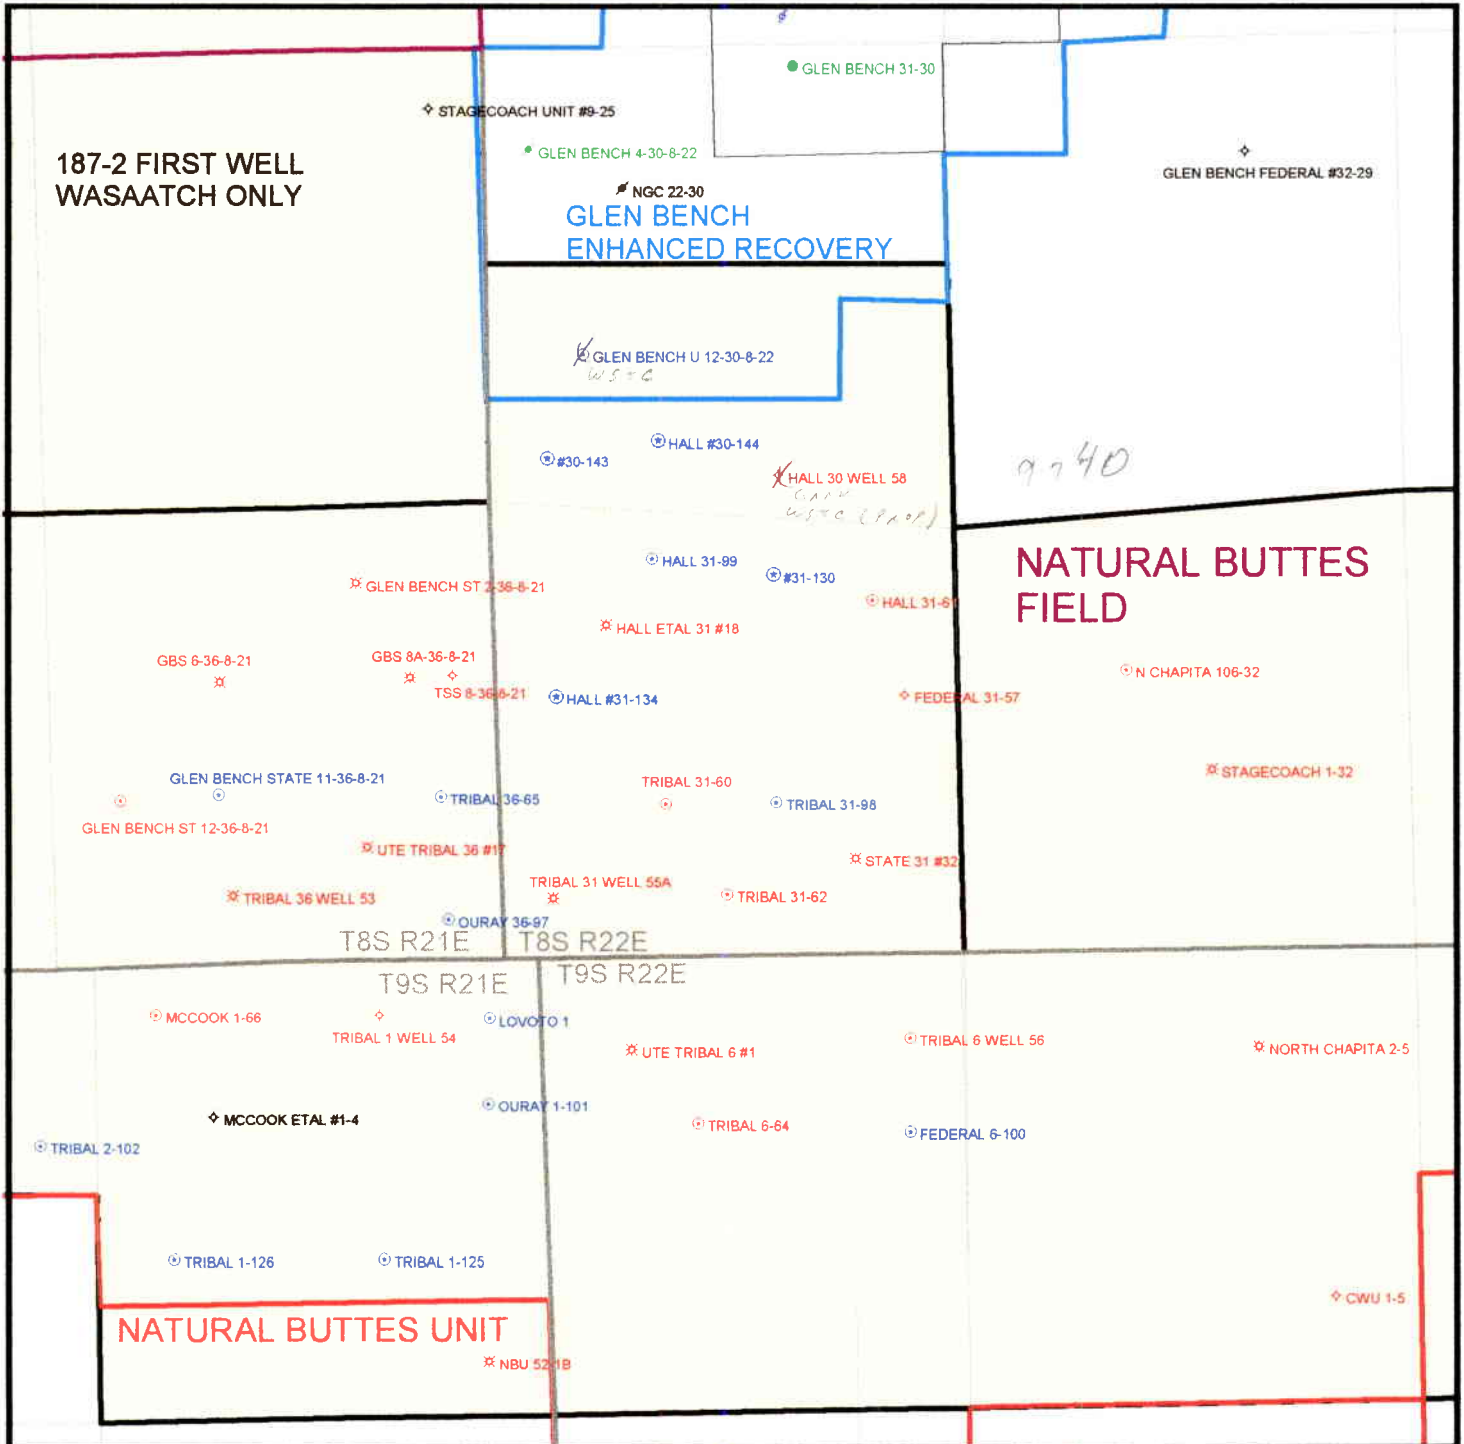 GLEN BENCH 31-30
STAGECOACH UNIT #9-25
187-2 FIRST WELL
WASAATCH ONLY
GLEN BENCH 4-30-8-22
GLEN BENCH FEDERAL #32-29
NGC 22-30
GLEN BENCH
ENHANCED RECOVERY
GLEN BENCH U 12-30-8-22
WSTC
HALL #30-144
#30-143
HALL 30 WELL 58
WSTC (PROP)
NATURAL BUTTES
FIELD
HALL 31-99
#31-130
GLEN BENCH ST 2-36-8-21
HALL 31-61
HALL ETAL 31 #18
GBS 6-36-8-21
GBS 8A-36-8-21
TSS 8-36-8-21
HALL #31-134
FEDERAL 31-57
N CHAPITA 106-32
STAGECOACH 1-32
GLEN BENCH STATE 11-36-8-21
TRIBAL 36-65
TRIBAL 31-60
TRIBAL 31-98
GLEN BENCH ST 12-36-8-21
UTE TRIBAL 36 #17
STATE 31 #32
TRIBAL 31 WELL 55A
TRIBAL 36 WELL 53
TRIBAL 31-62
OURAY 36-97
T8S R21E
T8S R22E
T9S R21E
T9S R22E
MCCOOK 1-66
TRIBAL 1 WELL 54
LOVOTO 1
UTE TRIBAL 6 #1
TRIBAL 6 WELL 56
NORTH CHAPITA 2-5
OURAY 1-101
MCCOOK ETAL #1-4
TRIBAL 6-64
FEDERAL 6-100
TRIBAL 2-102
TRIBAL 1-126
TRIBAL 1-125
CWU 1-5
NATURAL BUTTES UNIT
NBU 52-1B